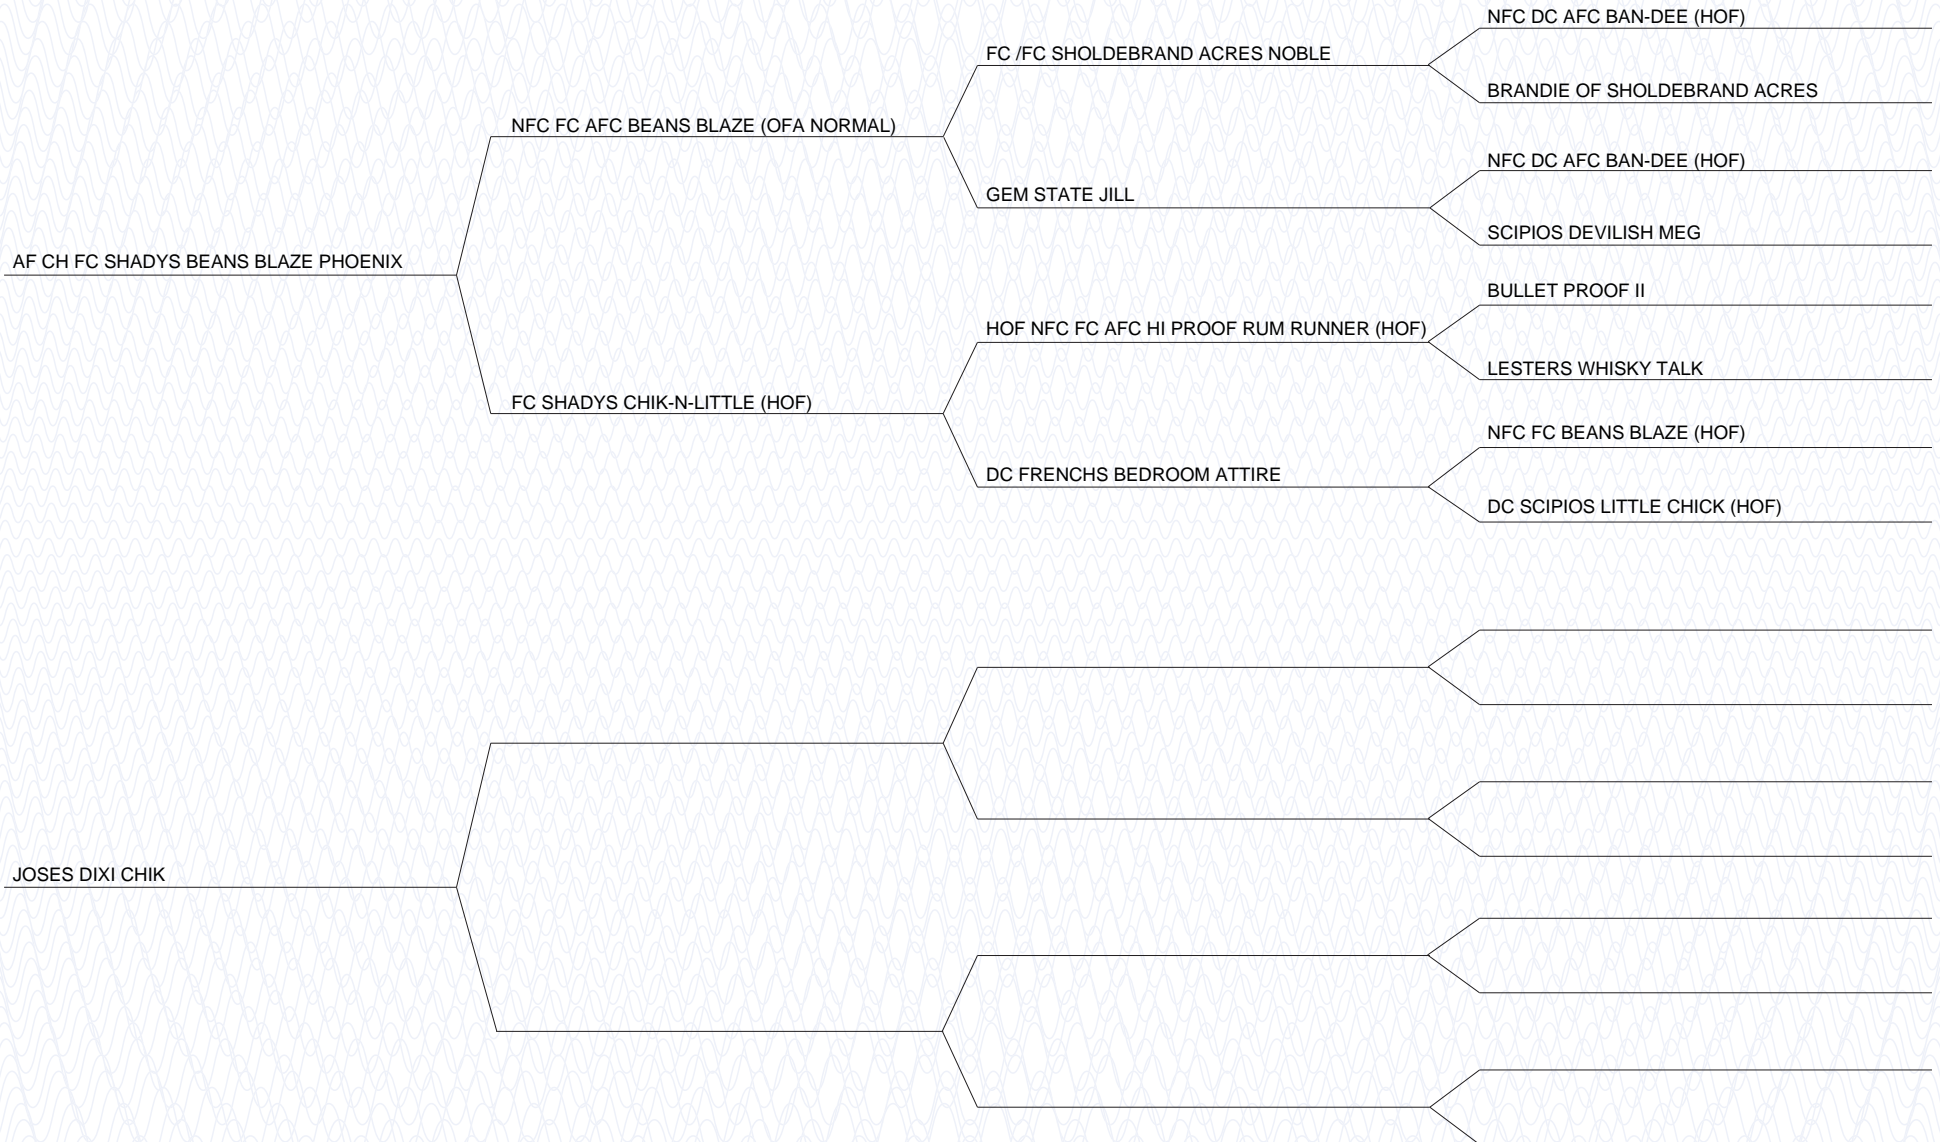 NFC DC AFC BAN-DEE (HOF)
FC /FC SHOLDEBRAND ACRES NOBLE
BRANDIE OF SHOLDEBRAND ACRES
NFC FC AFC BEANS BLAZE (OFA NORMAL)
NFC DC AFC BAN-DEE (HOF)
GEM STATE JILL
SCIPIOS DEVILISH MEG
AF CH FC SHADYS BEANS BLAZE PHOENIX
BULLET PROOF II
HOF NFC FC AFC HI PROOF RUM RUNNER (HOF)
LESTERS WHISKY TALK
FC SHADYS CHIK-N-LITTLE (HOF)
NFC FC BEANS BLAZE (HOF)
DC FRENCHS BEDROOM ATTIRE
DC SCIPIOS LITTLE CHICK (HOF)
JOSES DIXI CHIK